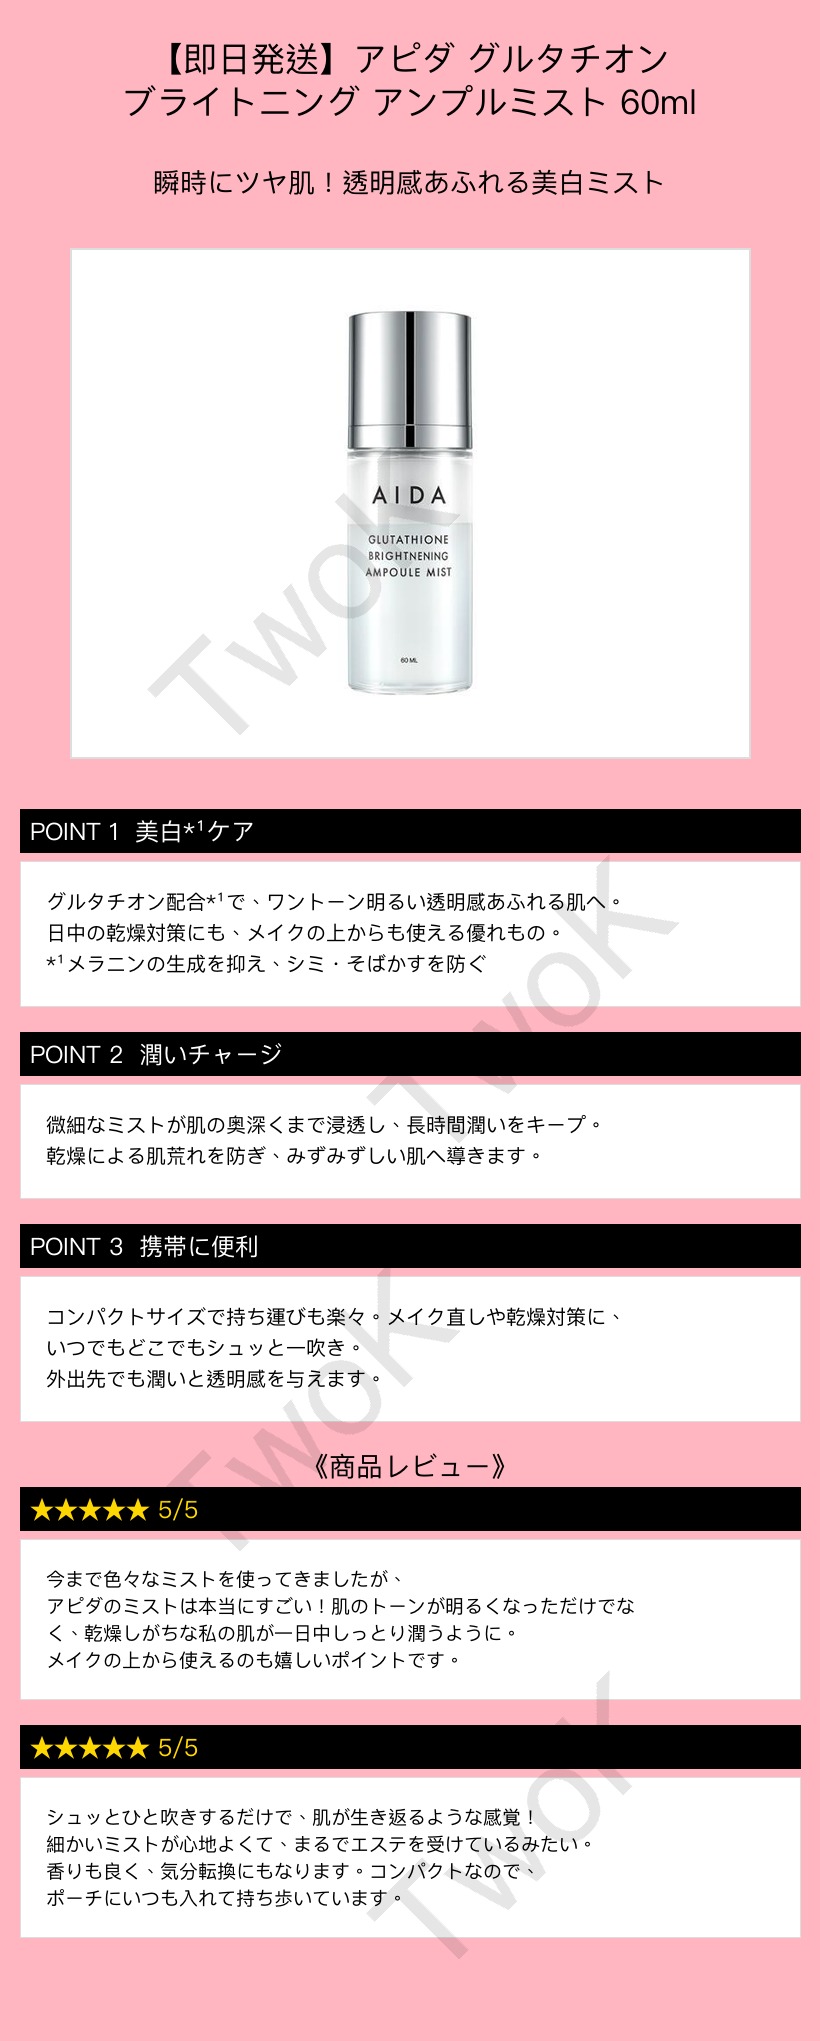 【即日発送】アピダ グルタチオン
ブライトニング アンプルミスト 60ml
瞬時にツヤ肌！透明感あふれる美白ミスト
AIDA
GLUTATHIONE
BRIGHTNENING
AMPOULE MIST
60 ML
TwoK
POINT 1 美白*¹ケア
グルタチオン配合*¹で、ワントーン明るい透明感あふれる肌へ。
日中の乾燥対策にも、メイクの上からも使える優れもの。
*¹メラニンの生成を抑え、シミ・そばかすを防ぐ
TwoK
POINT 2 潤いチャージ
微細なミストが肌の奥深くまで浸透し、長時間潤いをキープ。
乾燥による肌荒れを防ぎ、みずみずしい肌へ導きます。
POINT 3 携帯に便利
コンパクトサイズで持ち運びも楽々。メイク直しや乾燥対策に、
いつでもどこでもシュッと一吹き。
外出先でも潤いと透明感を与えます。
TwoK
《商品レビュー》
★★★★★ 5/5
今まで色々なミストを使ってきましたが、
アピダのミストは本当にすごい！肌のトーンが明るくなっただけでな
く、乾燥しがちな私の肌が一日中しっとり潤うように。
メイクの上から使えるのも嬉しいポイントです。
★★★★★ 5/5
シュッとひと吹きするだけで、肌が生き返るような感覚！
細かいミストが心地よくて、まるでエステを受けているみたい。
香りも良く、気分転換にもなります。コンパクトなので、
ポーチにいつも入れて持ち歩いています。
TwoK